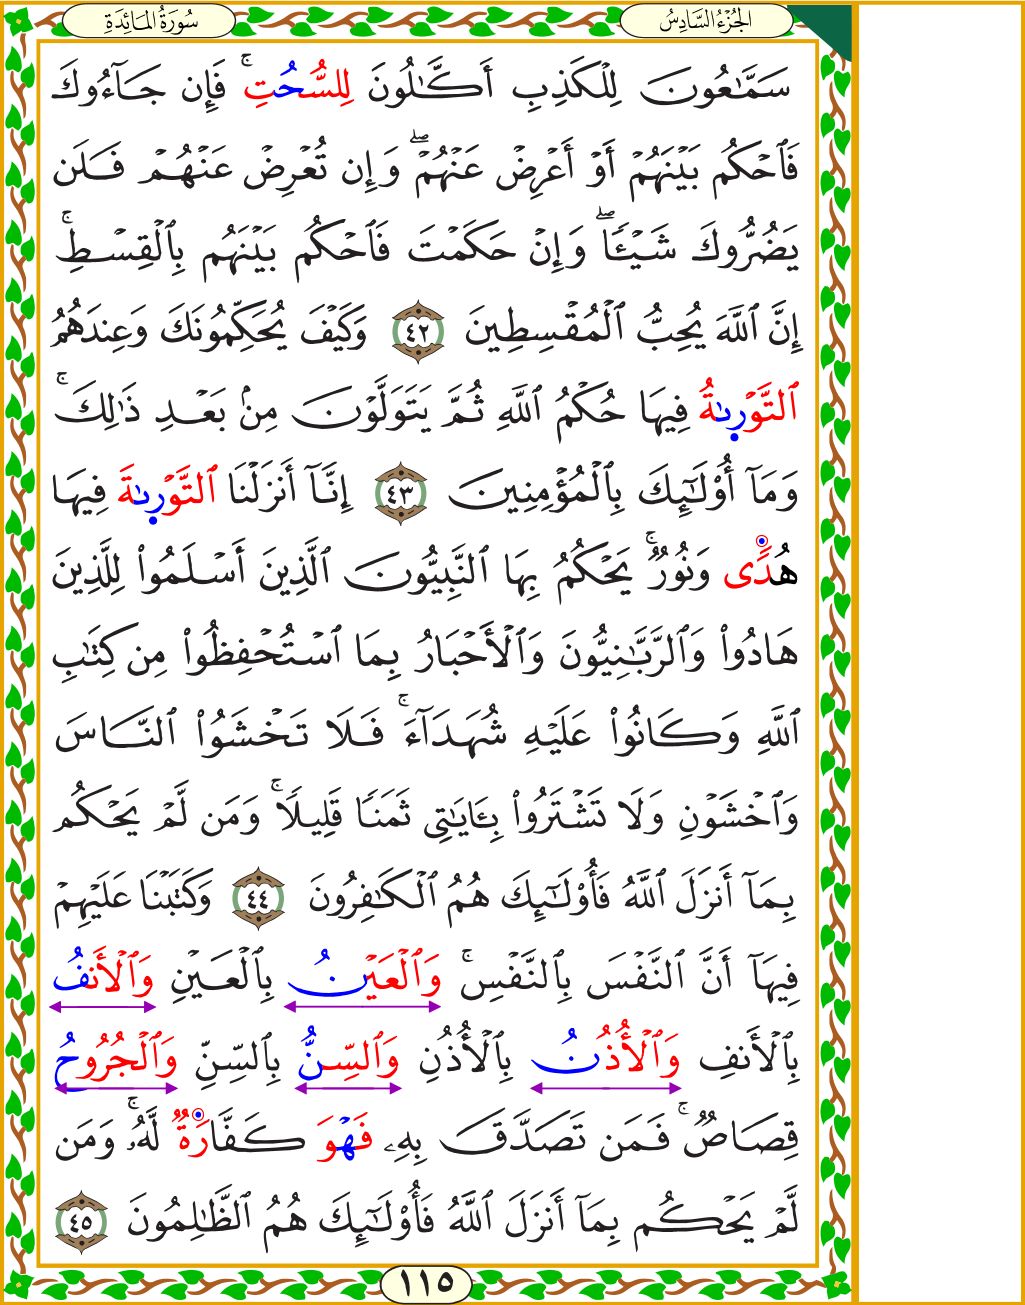 الجُزْءُ السَّادِسُ
سُورَةُ المَائِدَةِ
سَمَّٰعُونَ لِلْكَذِبِ أَكَّٰلُونَ لِلسُّحُتِۚ فَإِن جَآءُوكَ
فَٱحْكُم بَيْنَهُمْ أَوْ أَعْرِضْ عَنْهُمْۖ وَإِن تُعْرِضْ عَنْهُمْ فَلَن
يَضُرُّوكَ شَيْـًٔاۖ وَإِنْ حَكَمْتَ فَٱحْكُم بَيْنَهُم بِٱلْقِسْطِۚ
إِنَّ ٱللَّهَ يُحِبُّ ٱلْمُقْسِطِينَ ٤٢ وَكَيْفَ يُحَكِّمُونَكَ وَعِندَهُمُ
ٱلتَّوْرِىٰةُ فِيهَا حُكْمُ ٱللَّهِ ثُمَّ يَتَوَلَّوْنَ مِنۢ بَعْدِ ذَٰلِكَۚ
وَمَآ أُو۟لَٰٓئِكَ بِٱلْمُؤْمِنِينَ ٤٣ إِنَّآ أَنزَلْنَا ٱلتَّوْرِىٰةَ فِيهَا
هُدًى وَنُورٌۚ يَحْكُمُ بِهَا ٱلنَّبِيُّونَ ٱلَّذِينَ أَسْلَمُوا۟ لِلَّذِينَ
هَادُوا۟ وَٱلرَّبَّٰنِيُّونَ وَٱلْأَحْبَارُ بِمَا ٱسْتُحْفِظُوا۟ مِن كِتَٰبِ
ٱللَّهِ وَكَانُوا۟ عَلَيْهِ شُهَدَآءَۚ فَلَا تَخْشَوُا۟ ٱلنَّاسَ
وَٱخْشَوْنِ وَلَا تَشْتَرُوا۟ بِـَٔايَٰتِى ثَمَنًا قَلِيلًاۚ وَمَن لَّمْ يَحْكُم
بِمَآ أَنزَلَ ٱللَّهُ فَأُو۟لَٰٓئِكَ هُمُ ٱلْكَٰفِرُونَ ٤٤ وَكَتَبْنَا عَلَيْهِمْ
فِيهَآ أَنَّ ٱلنَّفْسَ بِٱلنَّفْسِۚ وَٱلْعَيْنُ بِٱلْعَيْنِ وَٱلْأَنفُ
بِٱلْأَنفِ وَٱلْأُذُنُ بِٱلْأُذُنِ وَٱلسِّنُّ بِٱلسِّنِّ وَٱلْجُرُوحُ
قِصَاصٌۚ فَمَن تَصَدَّقَ بِهِۦ فَهْوَ كَفَّارَةٌ لَّهُۥۚ وَمَن
لَّمْ يَحْكُم بِمَآ أَنزَلَ ٱللَّهُ فَأُو۟لَٰٓئِكَ هُمُ ٱلظَّٰلِمُونَ ٤٥
١١٥